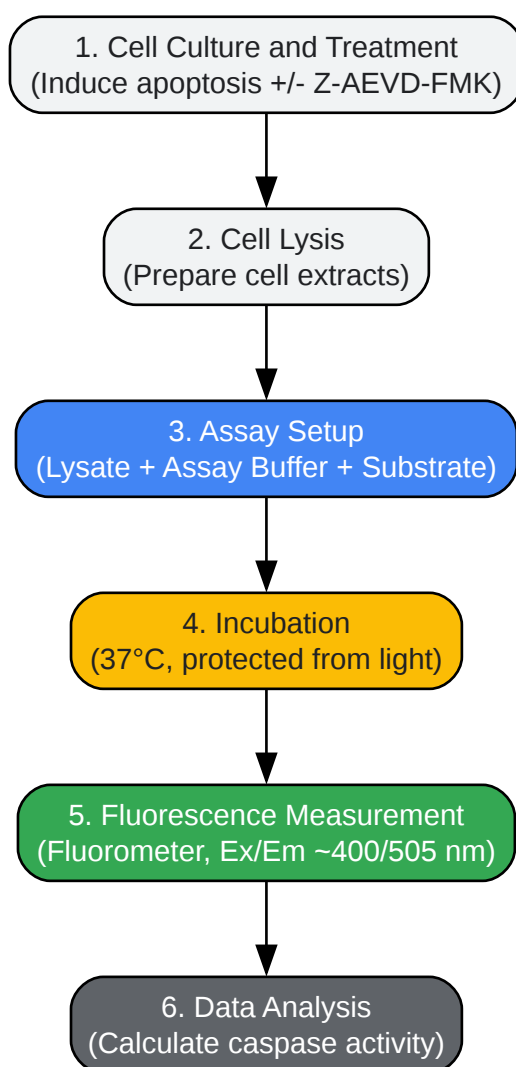 1. Cell Culture and Treatment
(Induce apoptosis +/- Z-AEVD-FMK)
2. Cell Lysis
(Prepare cell extracts)
3. Assay Setup
(Lysate + Assay Buffer + Substrate)
4. Incubation
(37°C, protected from light)
5. Fluorescence Measurement
(Fluorometer, Ex/Em ~400/505 nm)
6. Data Analysis
(Calculate caspase activity)